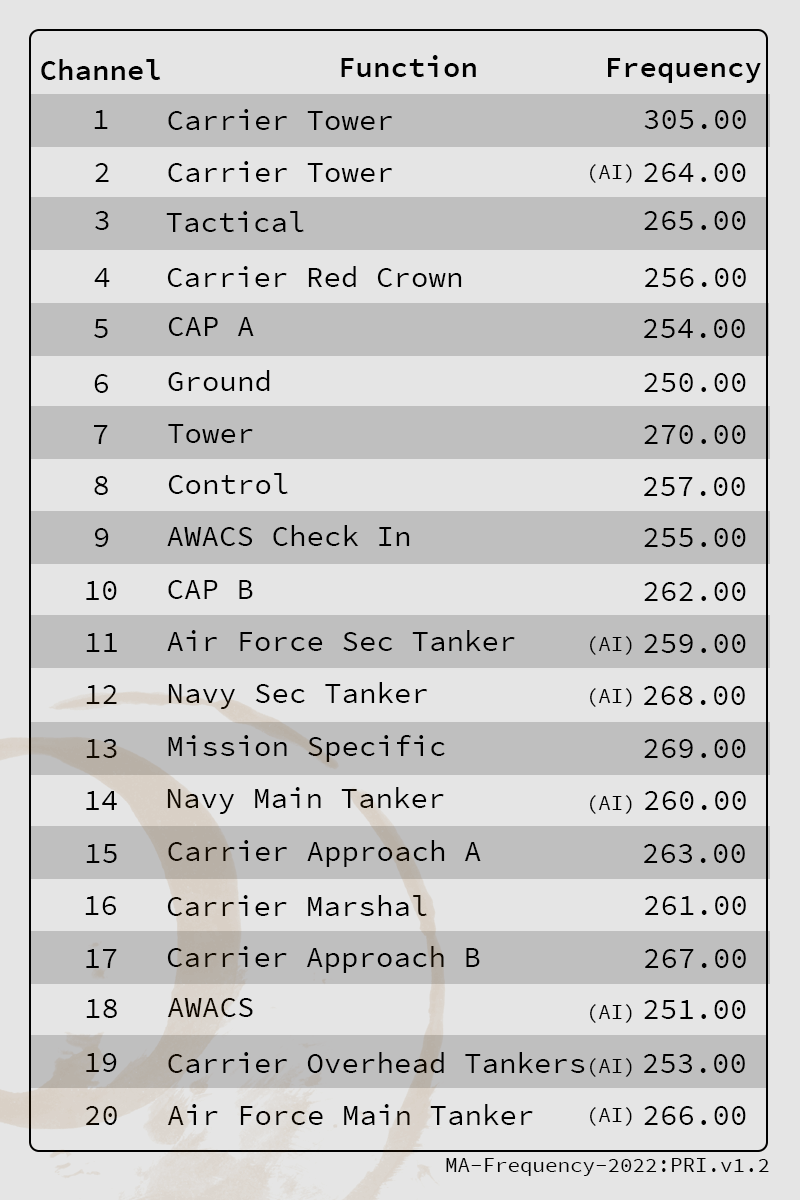 Channel Function Frequency
1 Carrier Tower 305.00
2 Carrier Tower (AI) 264.00
3 Tactical 265.00
4 Carrier Red Crown 256.00
5 CAP A 254.00
6 Ground 250.00
7 Tower 270.00
8 Control 257.00
9 AWACS Check In 255.00
10 CAP B 262.00
11 Air Force Sec Tanker (AI) 259.00
12 Navy Sec Tanker (AI) 268.00
13 Mission Specific 269.00
14 Navy Main Tanker (AI) 260.00
15 Carrier Approach A 263.00
16 Carrier Marshal 261.00
17 Carrier Approach B 267.00
18 AWACS (AI) 251.00
19 Carrier Overhead Tankers(AI) 253.00
20 Air Force Main Tanker (AI) 266.00
MA-Frequency-2022:PRI.v1.2